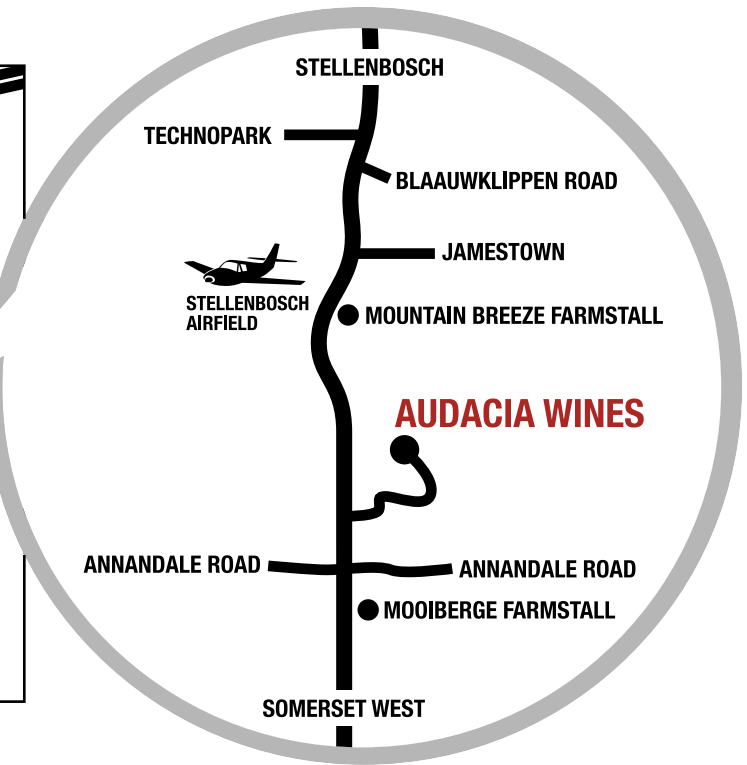 STELLENBOSCH
TECHNOPARK
BLAAUWKLIPPEN ROAD
JAMESTOWN
STELLENBOSCH
AIRFIELD
MOUNTAIN BREEZE FARMSTALL
AUDACIA WINES
ANNANDALE ROAD
ANNANDALE ROAD
MOOIBERGE FARMSTALL
SOMERSET WEST